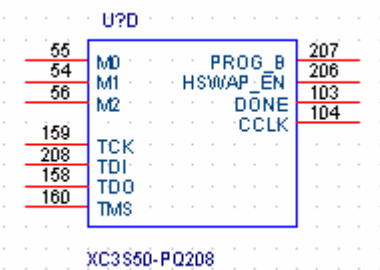 U?D
55 M0 PROG_B 207
54 M1 HSWAP_EN 206
56 M2 DONE 103
CCLK 104
159 TCK
208 TDI
158 TDO
160 TMS
XC3S50-PQ208